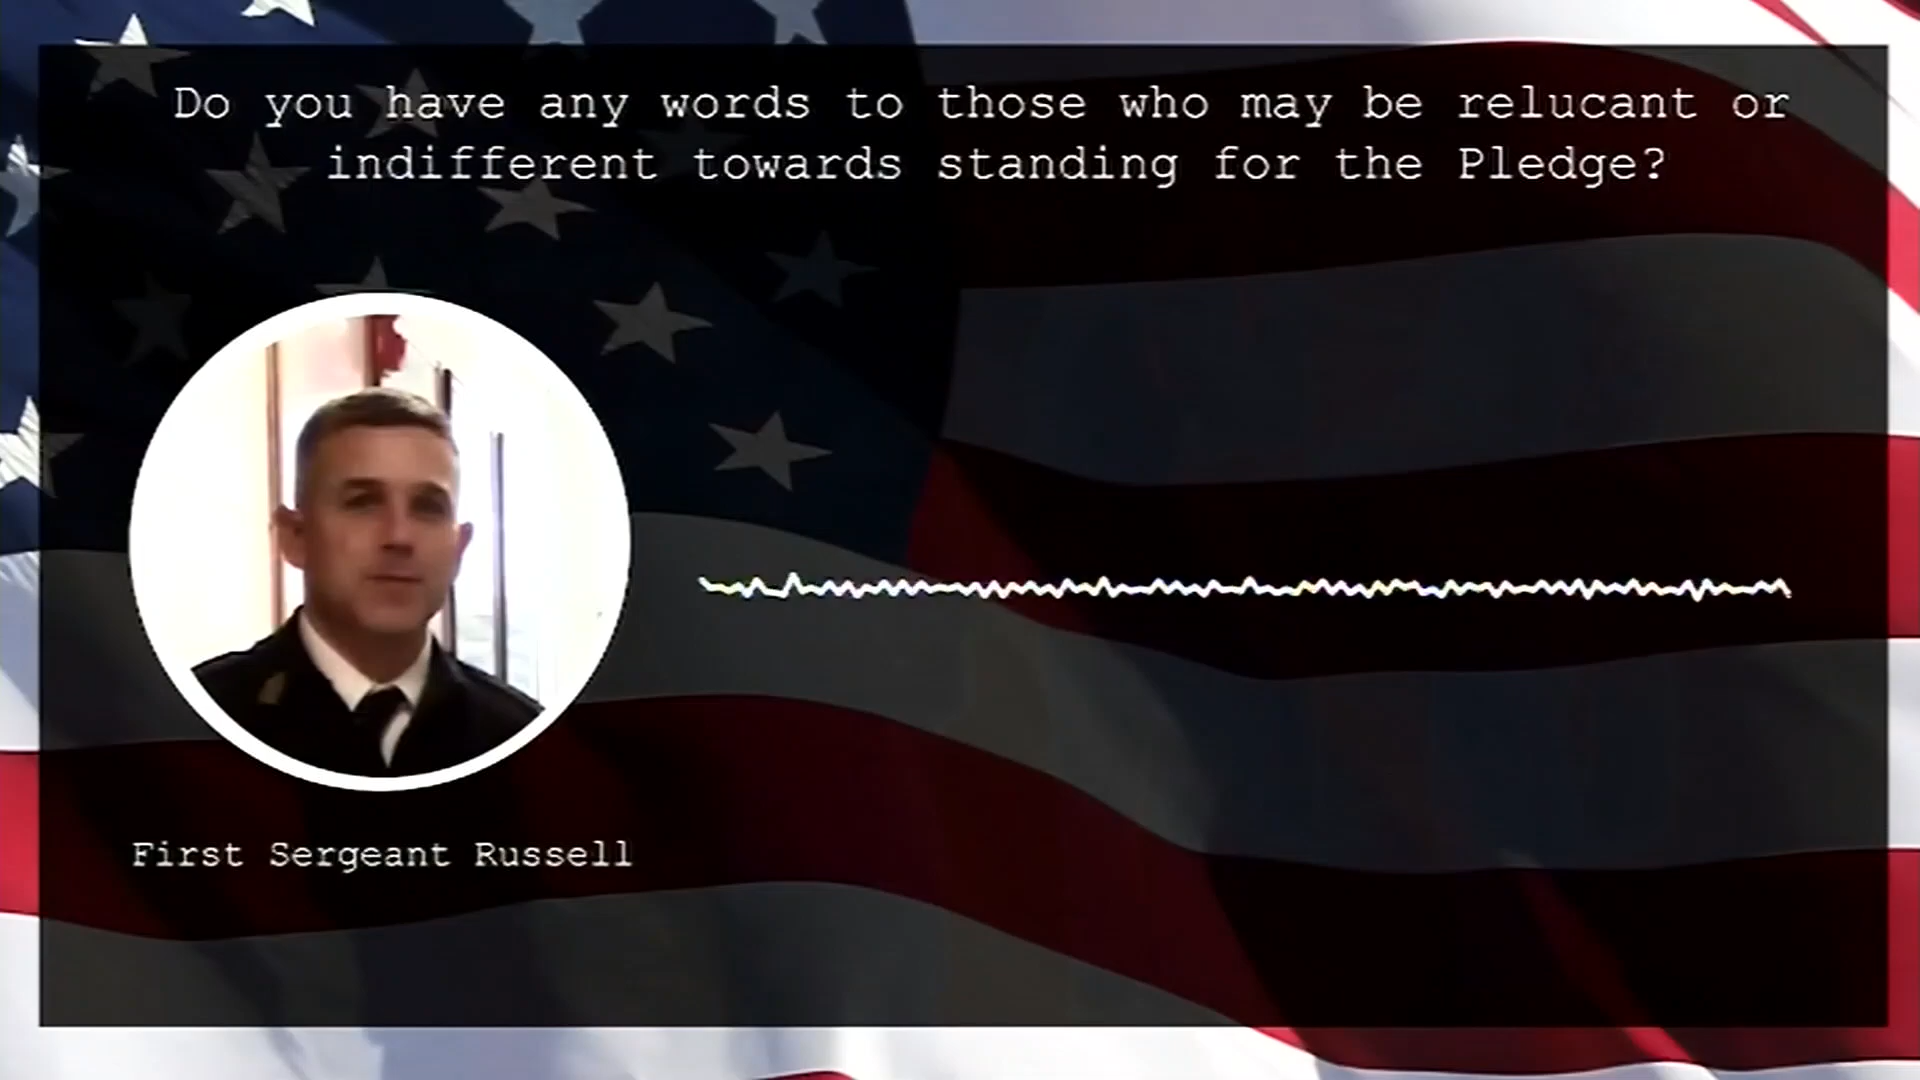 Do you have any words to those who may be relucant or
indifferent towards standing for the Pledge?
First Sergeant Russell